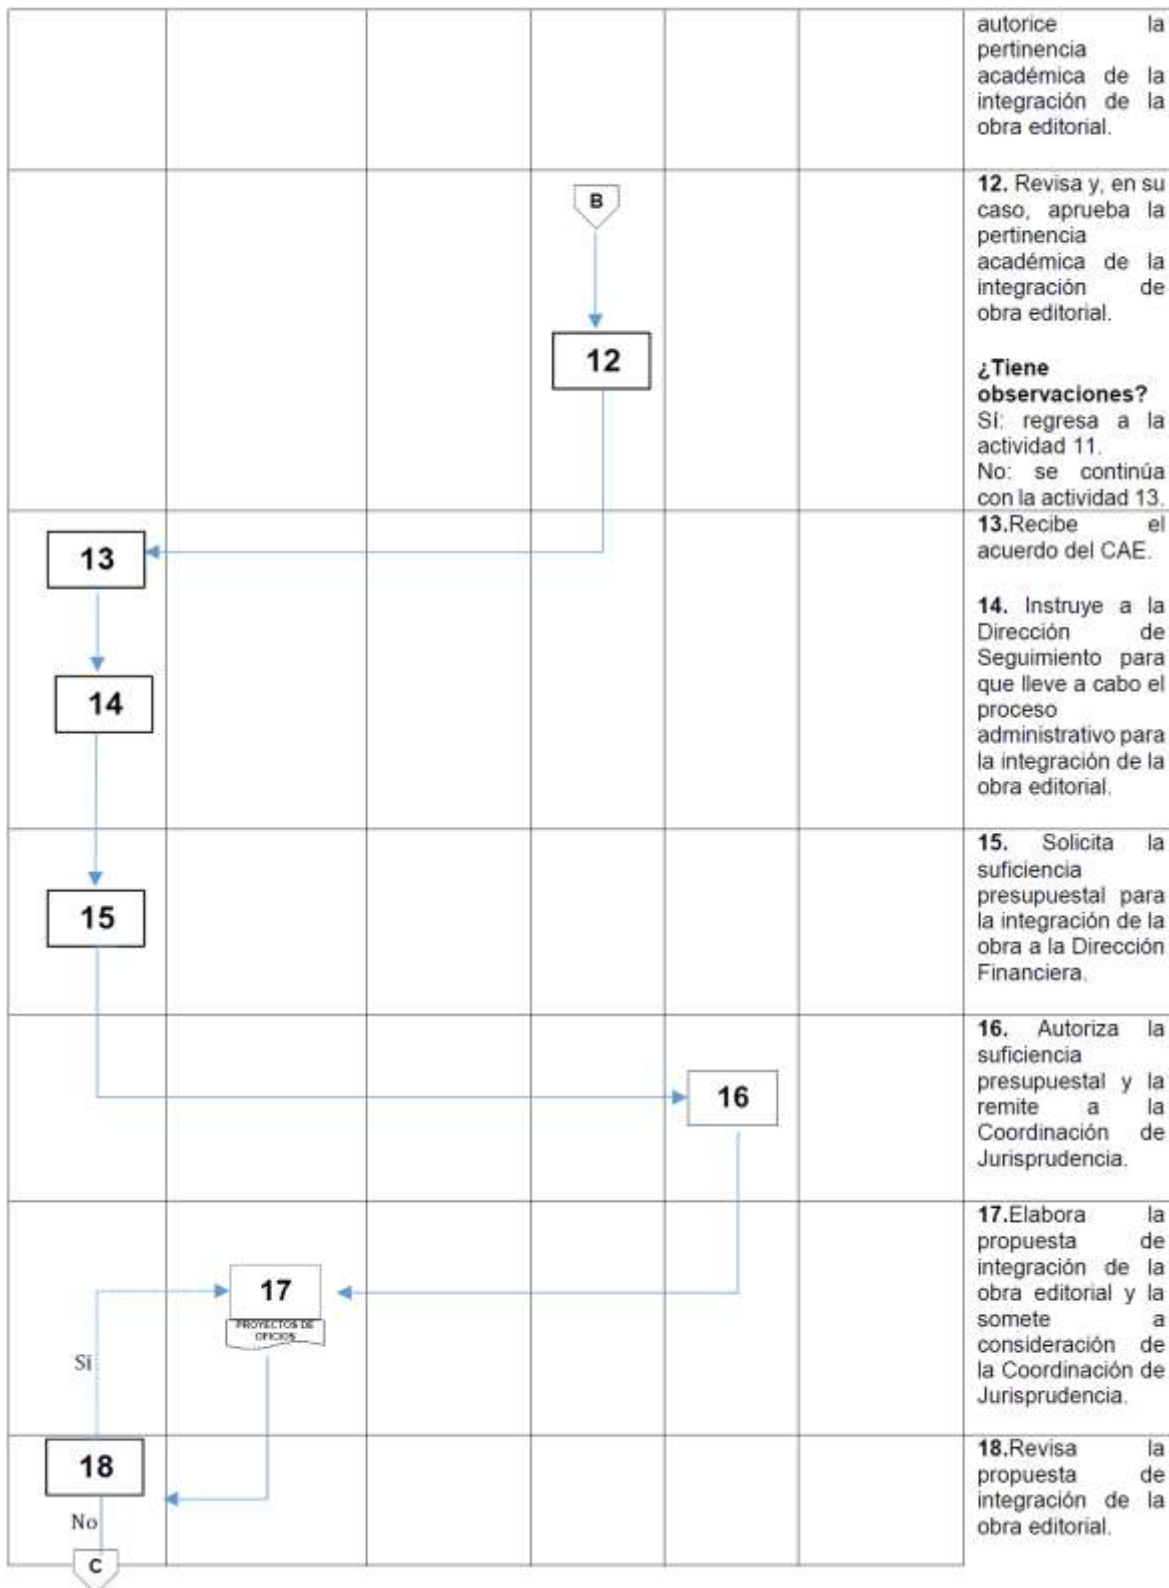 autorice la
pertinencia
académica de la
integración de la
obra editorial.
B
12
12. Revisa y, en su
caso, aprueba la
pertinencia
académica de la
integración de
obra editorial.
¿Tiene
observaciones?
Sí: regresa a la
actividad 11.
No: se continúa
con la actividad 13.
13
14
13.Recibe el
acuerdo del CAE.
14. Instruye a la
Dirección de
Seguimiento para
que lleve a cabo el
proceso
administrativo para
la integración de la
obra editorial.
15
15. Solicita la
suficiencia
presupuestal para
la integración de la
obra a la Dirección
Financiera.
16
16. Autoriza la
suficiencia
presupuestal y la
remite a la
Coordinación de
Jurisprudencia.
17
PROYECTOS DE
OFICIOS
Si
17.Elabora la
propuesta de
integración de la
obra editorial y la
somete a
consideración de
la Coordinación de
Jurisprudencia.
18
No
C
18.Revisa la
propuesta de
integración de la
obra editorial.